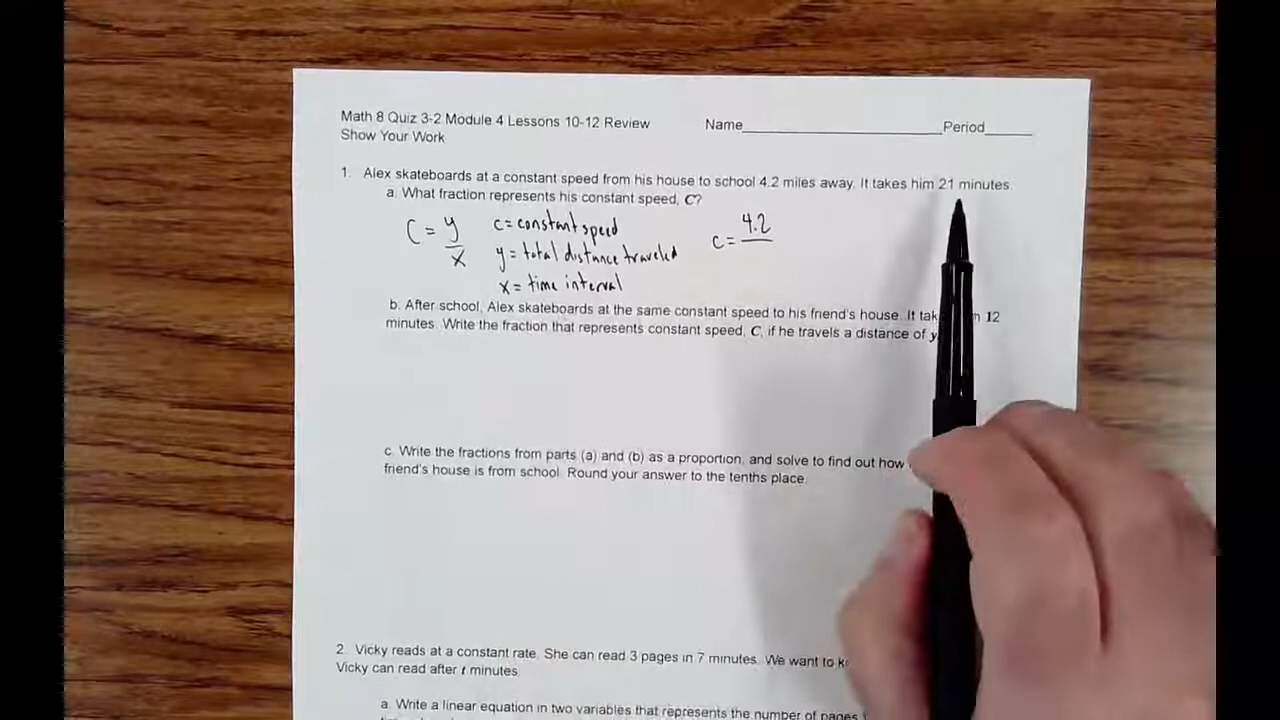 Math 8 Quiz 3-2 Module 4 Lessons 10-12 Review Name____ Period____
Show Your Work
1. Alex skateboards at a constant speed from his house to school 4.2 miles away. It takes him 21 minutes.
a. What fraction represents his constant speed, C?
C = y/x
c = constant speed
y = total distance traveled
x = time interval
c = 4.2
b. After school, Alex skateboards at the same constant speed to his friend's house. It 12
minutes. Write the fraction that represents constant speed, C, if he travels a distance of y
c. Write the fractions from parts (a) and (b) as a proportion, and solve to find out how
friend's house is from school. Round your answer to the tenths place.
2. Vicky reads at a constant rate. She can read 3 pages in 7 minutes. We want to
Vicky can read after t minutes.
a. Write a linear equation in two variables that represents the number of pages